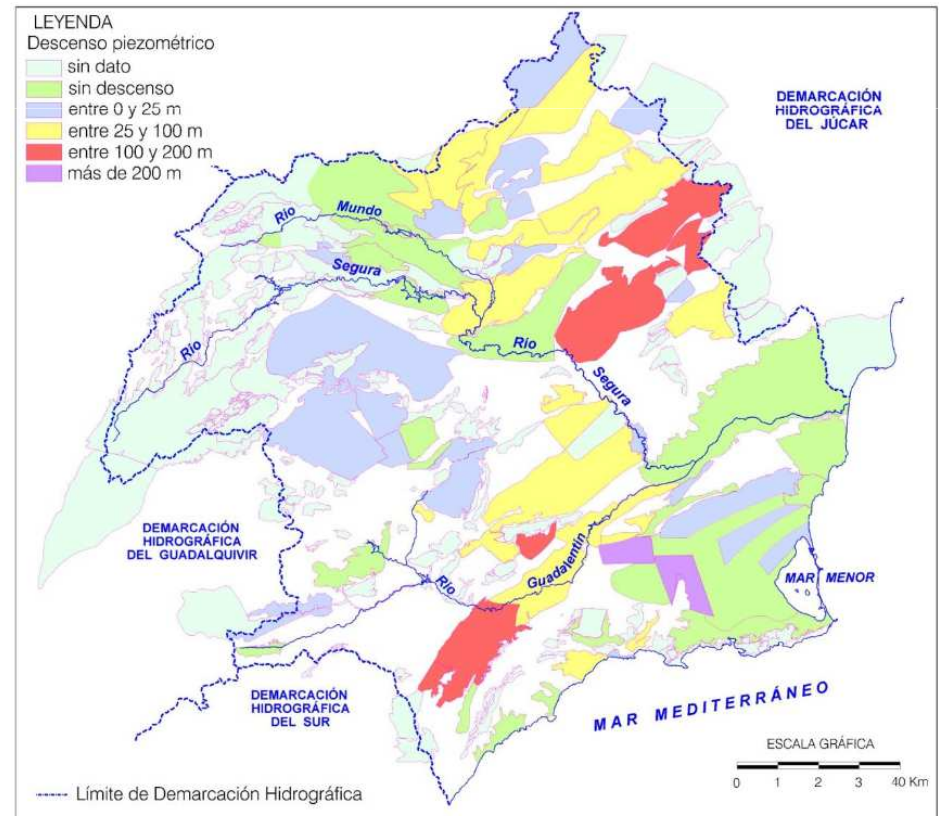 LEYENDA
Descenso piezométrico
sin dato
sin descenso
entre 0 y 25 m
entre 25 y 100 m
entre 100 y 200 m
más de 200 m
DEMARCACIÓN
HIDROGRÁFICA
DEL JÚCAR
Río
Mundo
Segura
Río
Río
Segura
DEMARCACIÓN
HIDROGRÁFICA
DEL GUADALQUIVIR
Río
Guadalentín
MAR MENOR
DEMARCACIÓN
HIDROGRÁFICA
DEL SUR
MAR MEDITERRÁNEO
ESCALA GRÁFICA
0 1 2 3 40 Km
Límite de Demarcación Hidrográfica